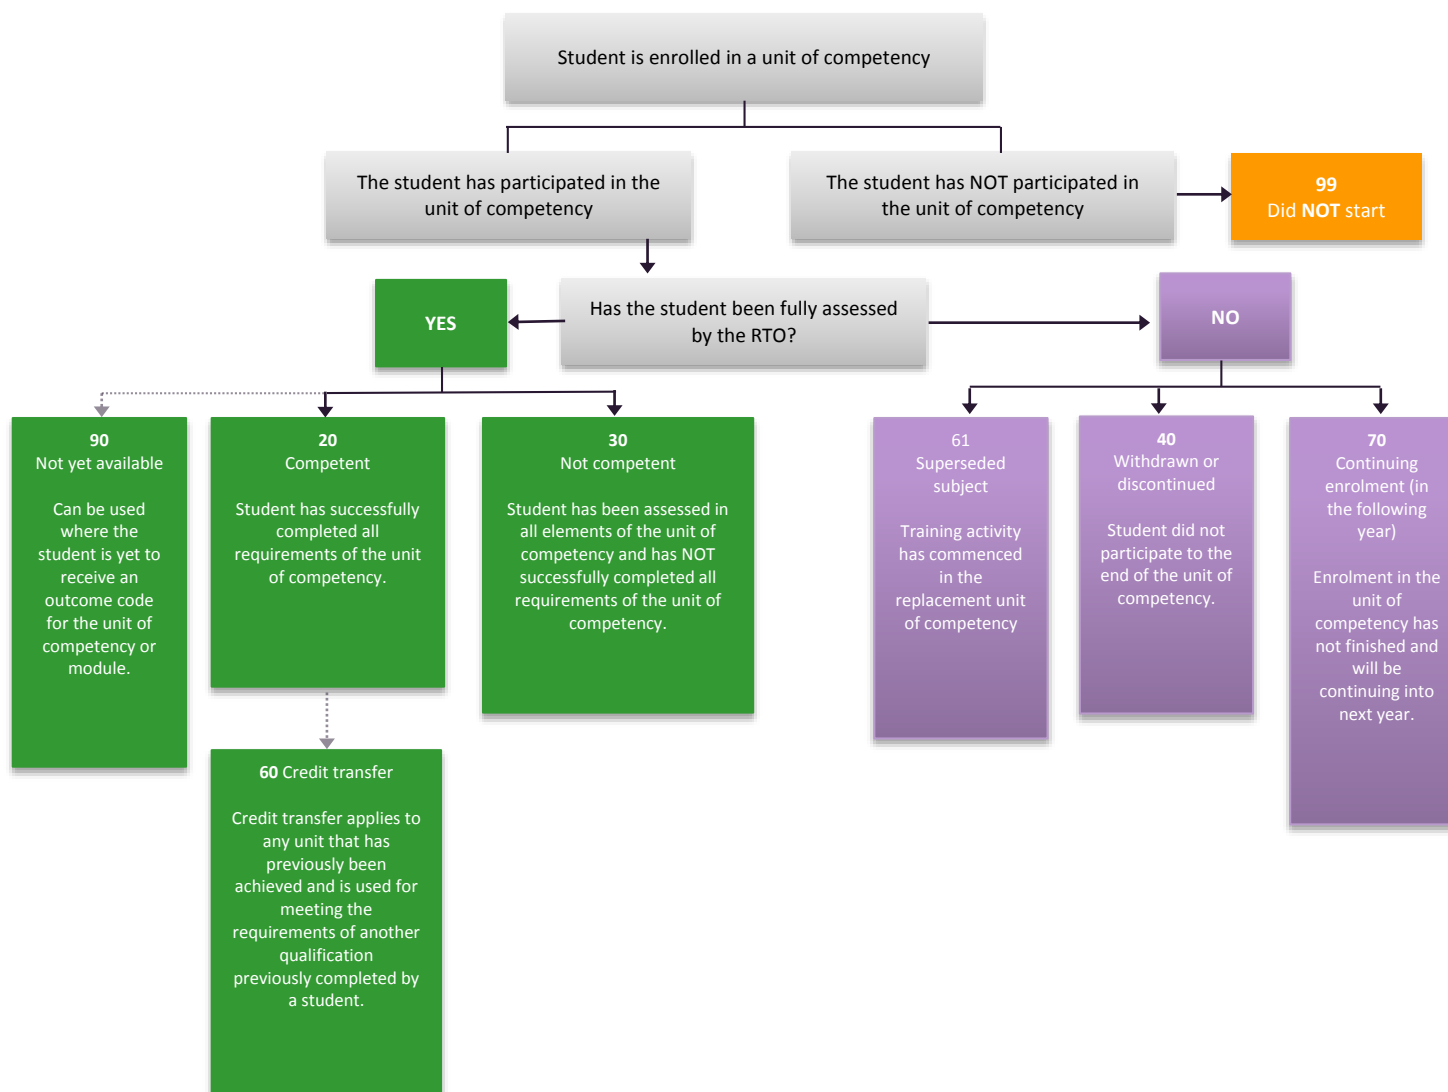 Student is enrolled in a unit of competency
The student has participated in the
unit of competency
The student has NOT participated in
the unit of competency
99
Did NOT start
YES
Has the student been fully assessed
by the RTO?
NO
90
Not yet available
Can be used
where the
student is yet to
receive an
outcome code
for the unit of
competency or
module.
20
Competent
Student has successfully
completed all
requirements of the unit
of competency.
30
Not competent
Student has been assessed in
all elements of the unit of
competency and has NOT
successfully completed all
requirements of the unit of
competency.
61
Superseded
subject
Training activity
has commenced
in the
replacement unit
of competency
40
Withdrawn or
discontinued
Student did not
participate to the
end of the unit of
competency.
70
Continuing
enrolment (in
the following
year)
Enrolment in the
unit of
competency has
not finished and
will be
continuing into
next year.
60 Credit transfer
Credit transfer applies to
any unit that has
previously been
achieved and is used for
meeting the
requirements of another
qualification
previously completed by
a student.